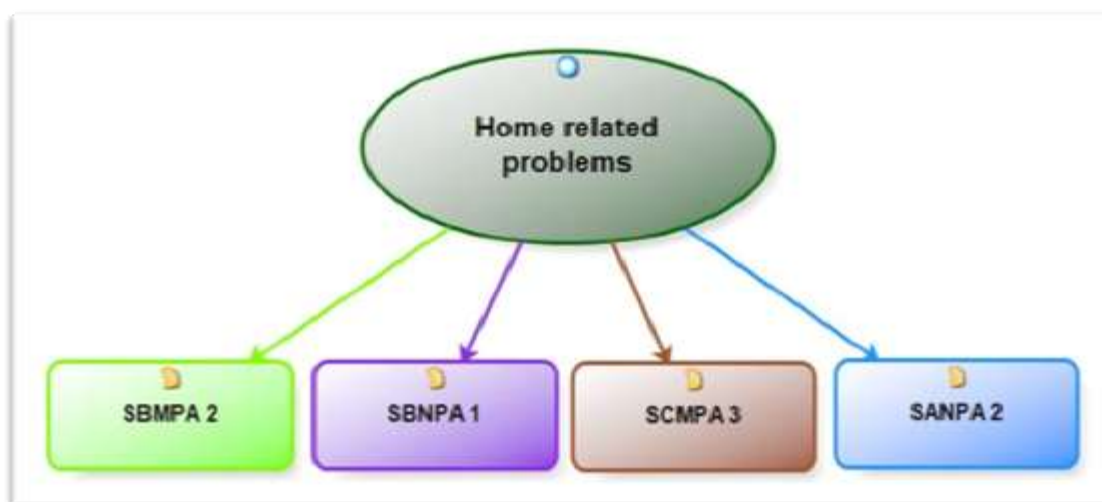 Home related
problems
SBMPA 2
SBNPA 1
SCMPA 3
SANPA 2